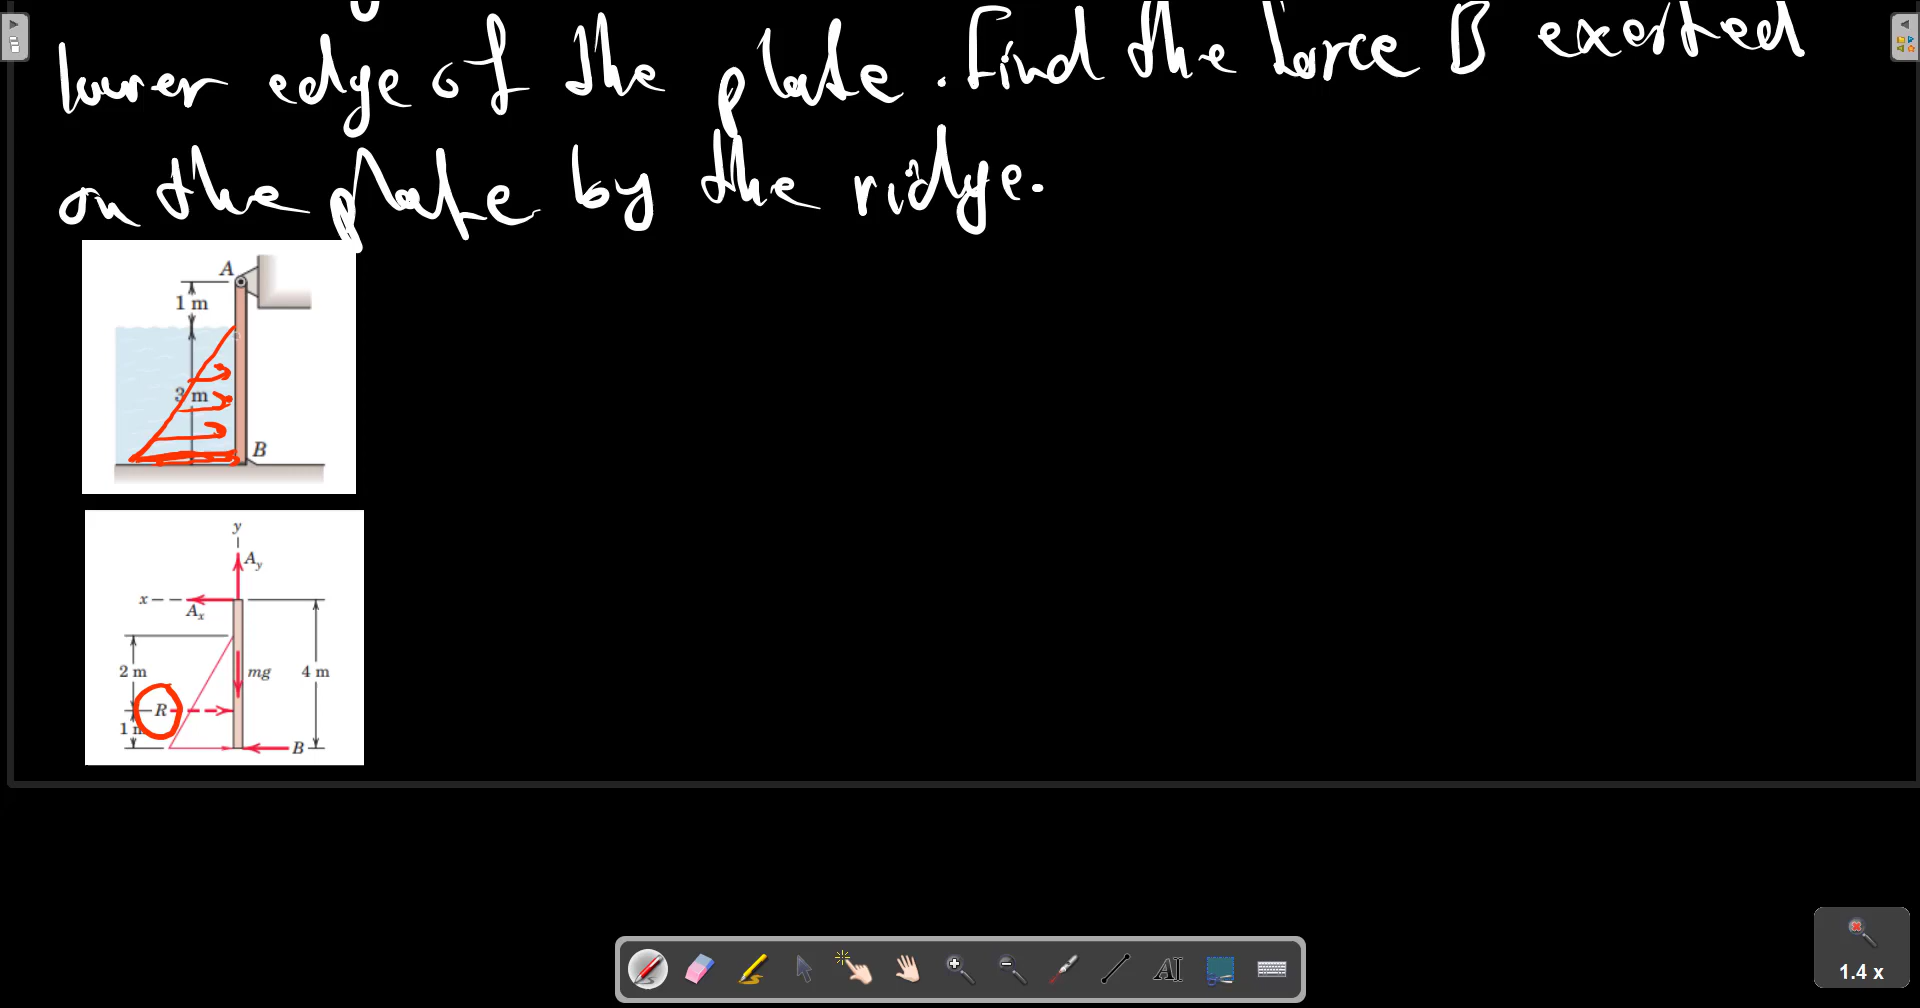 lower edge of the plate. Find the force B exerted
on the plate by the ridge.
A
1 m
3 m
B
y
Ay
x
Ax
2 m
mg
4 m
R
1 m
B
AI
1.4 x